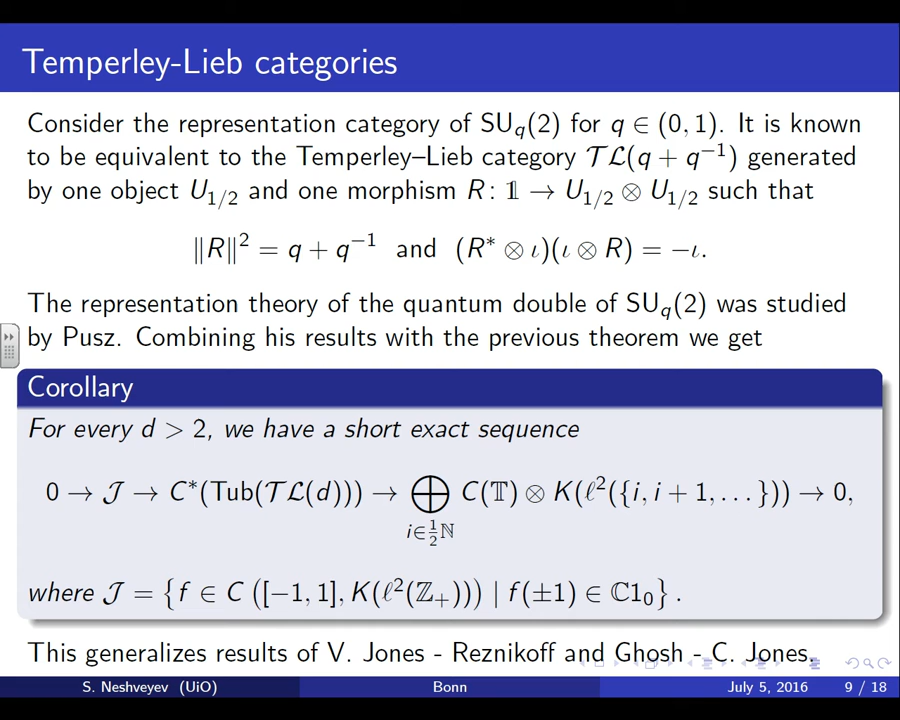 Temperley-Lieb categories
Consider the representation category of SU_q(2) for q ∈ (0, 1). It is known
to be equivalent to the Temperley–Lieb category 𝒯ℒ(q + q⁻¹) generated
by one object U_{1/2} and one morphism R: 𝟙 → U_{1/2} ⊗ U_{1/2} such that
‖R‖² = q + q⁻¹ and (R* ⊗ ι)(ι ⊗ R) = −ι.
The representation theory of the quantum double of SU_q(2) was studied
by Pusz. Combining his results with the previous theorem we get
Corollary
For every d > 2, we have a short exact sequence
0 → 𝒥 → C*(Tub(𝒯ℒ(d))) → ⊕_{i∈½ℕ} C(𝕋) ⊗ K(ℓ²({i, i + 1, . . . })) → 0,
where 𝒥 = {f ∈ C ([−1, 1], K(ℓ²(ℤ₊))) | f(±1) ∈ ℂ1₀} .
This generalizes results of V. Jones - Reznikoff and Ghosh - C. Jones.
S. Neshveyev (UiO) Bonn July 5, 2016 9 / 18